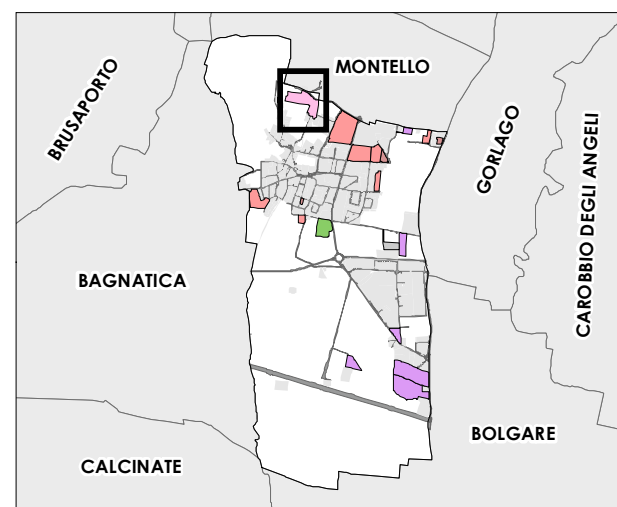 MONTELLO
BRUSAPORTO
GORLAGO
CAROBBIO DEGLI ANGELI
BAGNATICA
BOLGARE
CALCINATE